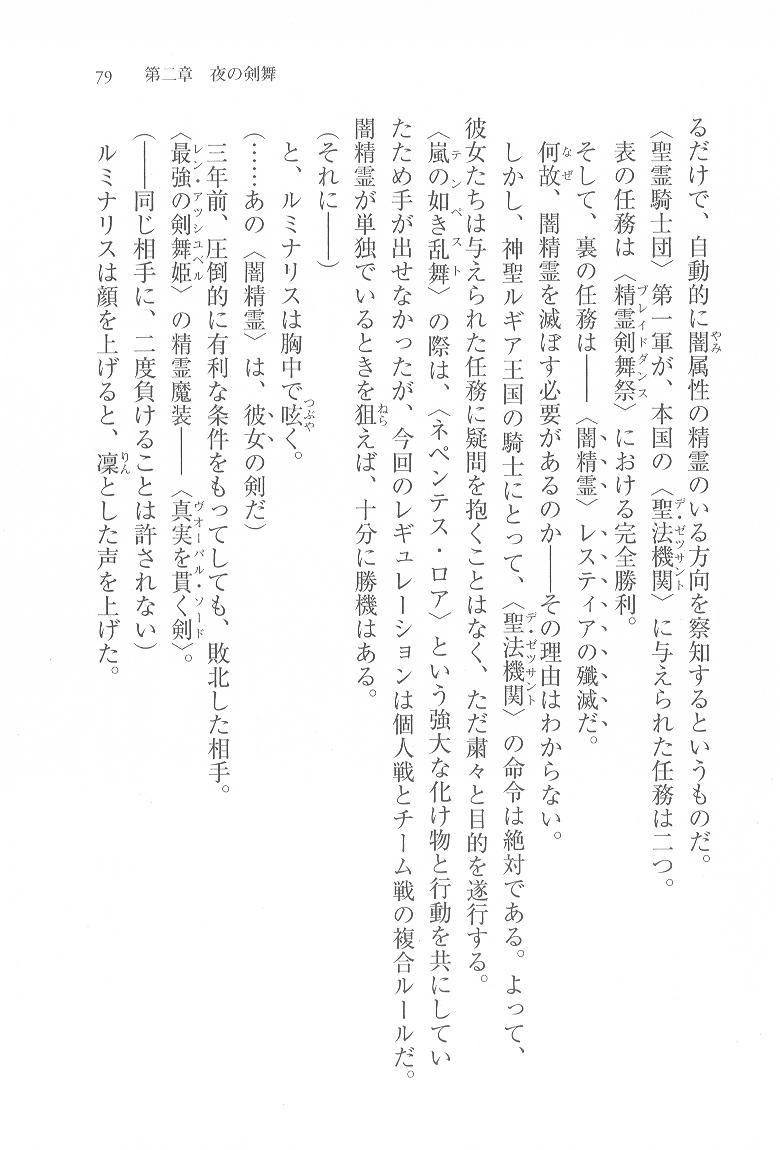 79　第二章　夜の剣舞
るだけで、自動的に闇属性の精霊のいる方向を察知するというものだ。
〈聖霊騎士団〉第一軍が、本国の〈聖法機関〉に与えられた任務は二つ。
表の任務は〈精霊剣舞祭〉における完全勝利。
そして、裏の任務は――〈闇精霊〉レスティアの殲滅だ。
何故、闇精霊を滅ぼす必要があるのか――その理由はわからない。
しかし、神聖ルギア王国の騎士にとって、〈聖法機関〉の命令は絶対である。よって、
彼女たちは与えられた任務に疑問を抱くことはなく、ただ粛々と目的を遂行する。
〈嵐の如き乱舞〉の際は、〈ネペンテス・ロア〉という強大な化け物と行動を共にしてい
たため手が出せなかったが、今回のレギュレーションは個人戦とチーム戦の複合ルールだ。
闇精霊が単独でいるときを狙えば、十分に勝機はある。
（それに――）
と、ルミナリスは胸中で呟く。
（……あの〈闇精霊〉は、彼女の剣だ）
三年前、圧倒的に有利な条件をもってしても、敗北した相手。
〈最強の剣舞姫〉の精霊魔装――〈真実を貫く剣〉。
（――同じ相手に、二度負けることは許されない）
ルミナリスは顔を上げると、凜とした声を上げた。